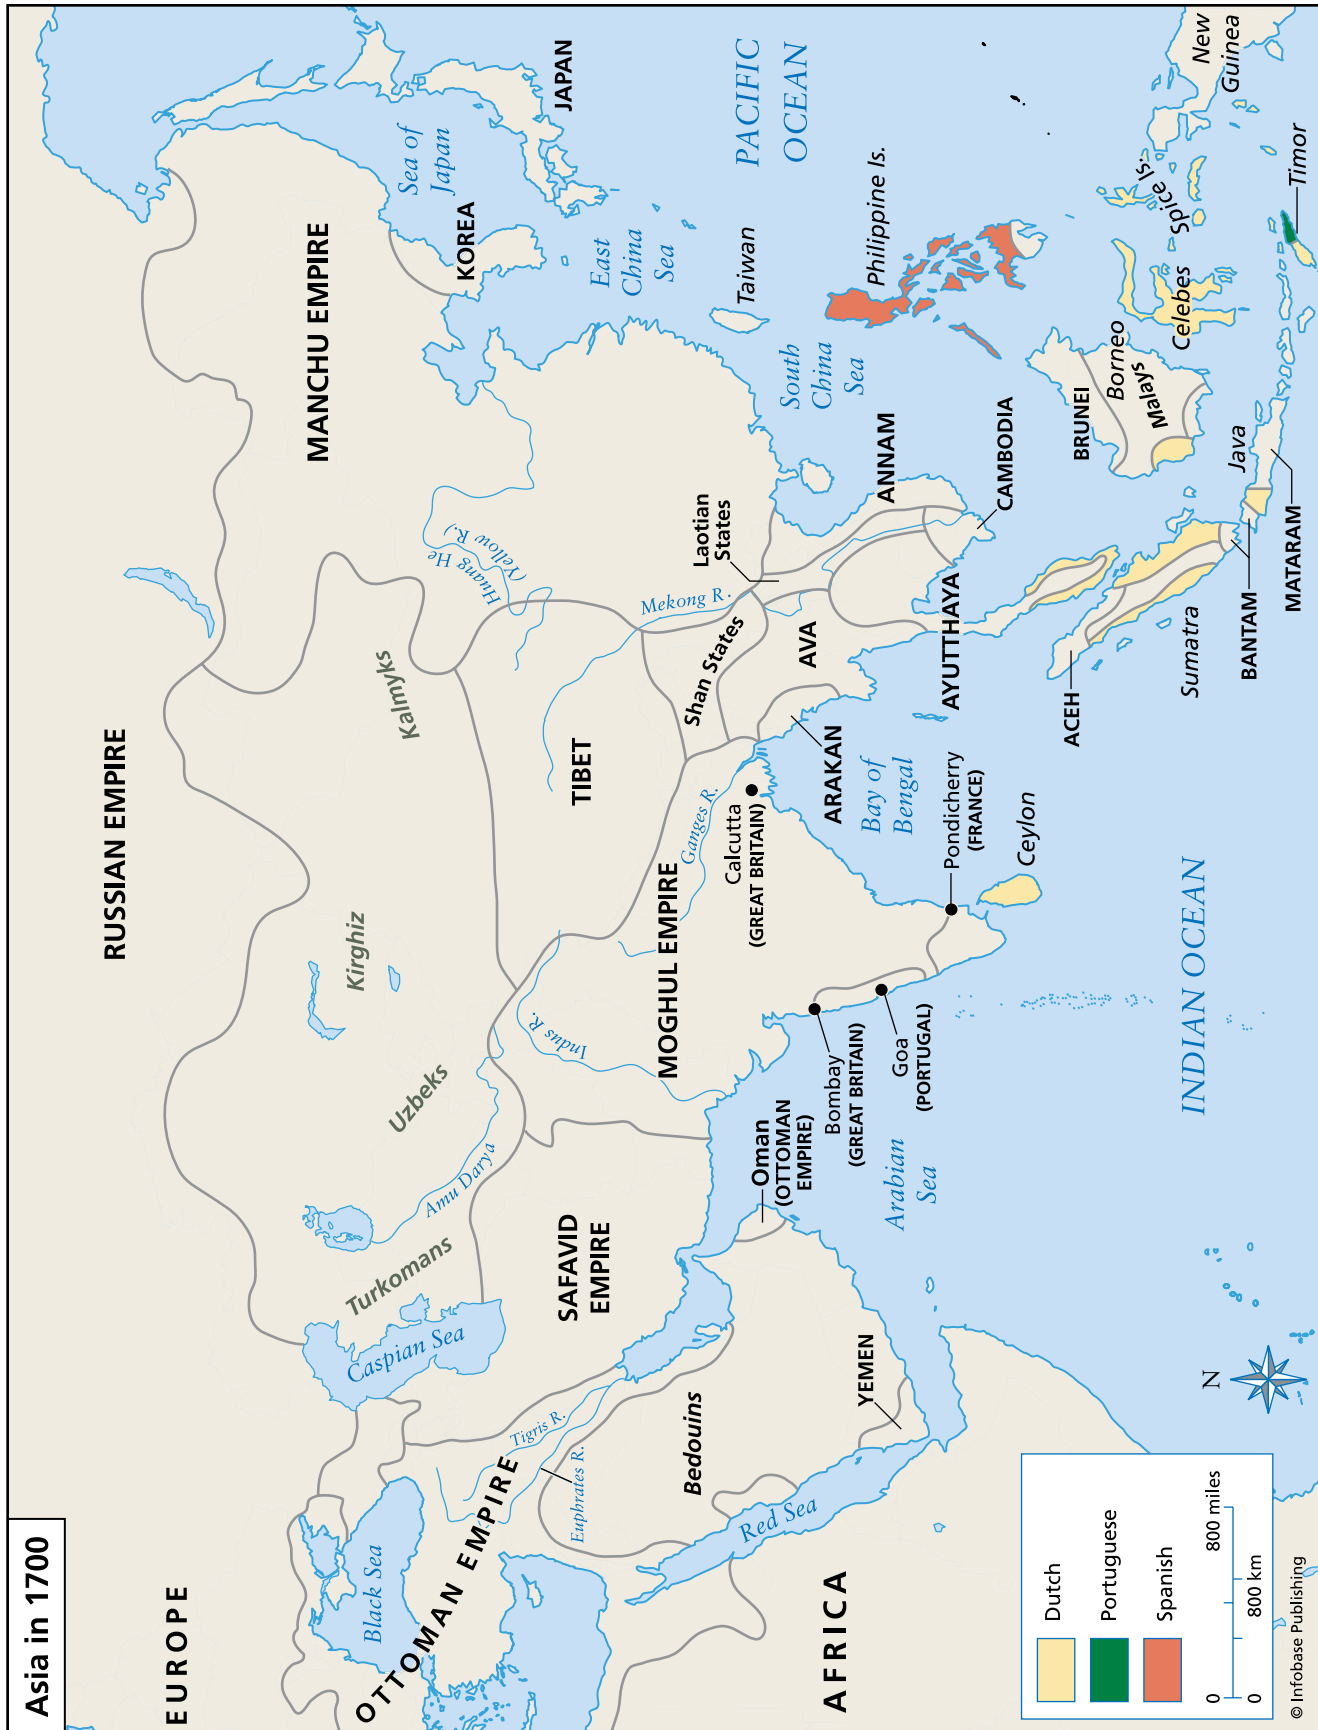 Asia in 1700
EUROPE
RUSSIAN EMPIRE
MANCHU EMPIRE
Kalmyks
Kirghiz
Uzbeks
Turkomans
Amu Darya
Caspian Sea
Black Sea
OTTOMAN EMPIRE
Tigris R.
Euphrates R.
Bedouins
Red Sea
YEMEN
AFRICA
SAFAVID
EMPIRE
Oman
(OTTOMAN
EMPIRE)
Arabian
Sea
Indus R.
MOGHUL EMPIRE
Ganges R.
Bombay
(GREAT BRITAIN)
Goa
(PORTUGAL)
Calcutta
(GREAT BRITAIN)
Pondicherry
(FRANCE)
Ceylon
Bay of
Bengal
INDIAN OCEAN
TIBET
Huang He
(Yellow R.)
Mekong R.
Shan States
AVA
ARAKAN
Laotian
States
ANNAM
CAMBODIA
AYUTTHAYA
KOREA
Sea of
Japan
JAPAN
East
China
Sea
Taiwan
South
China
Sea
PACIFIC
OCEAN
Philippine Is.
BRUNEI
Borneo
Malays
Celebes
Spice Is.
New
Guinea
Timor
Java
MATARAM
BANTAM
Sumatra
ACEH
N
Dutch
Portuguese
Spanish
0 800 miles
0 800 km
© Infobase Publishing